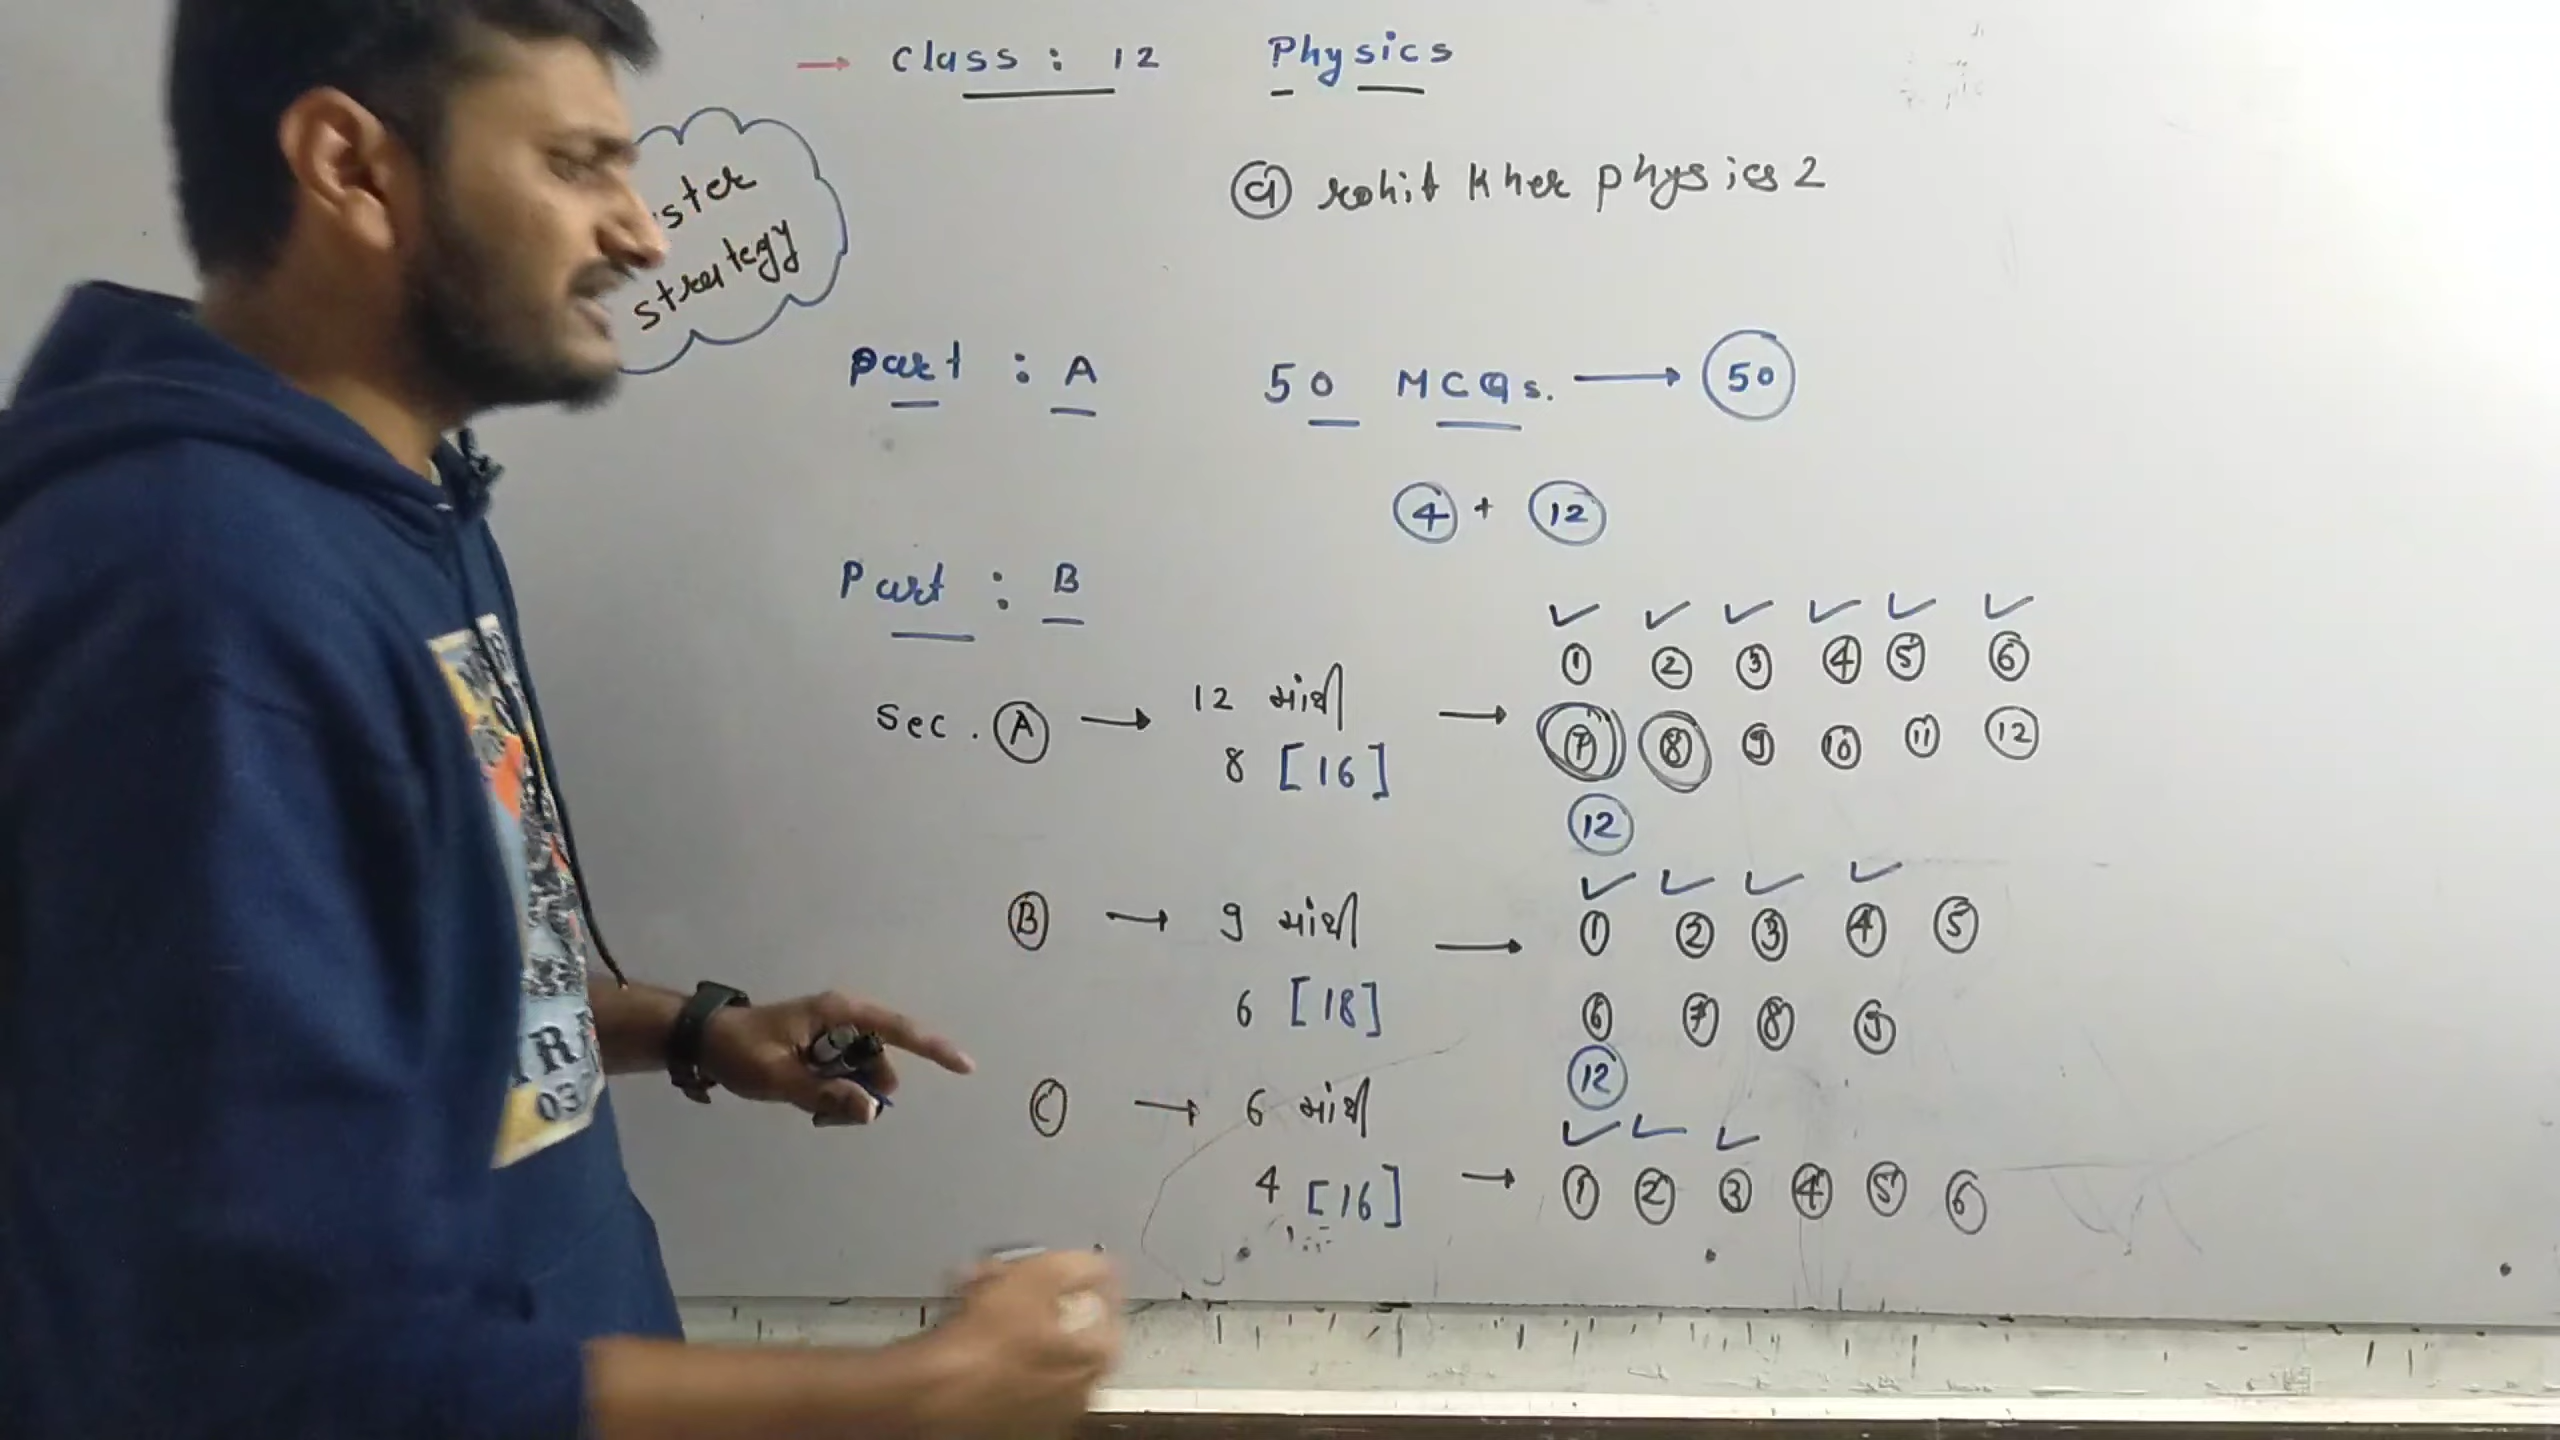 → Class : 12 Physics
@ rohit Kher physics 2
strategy
Part : A 50 MCQs. → 50
4 + 12
Part : B
Sec. A → 12 માંથી → 1 2 3 4 5 6
8 [16] 7 8 9 10 11 12
12
B → 9 માંથી → 1 2 3 4 5
6 [18] 6 7 8 9
12
C → 6 માંથી
4 [16] → 1 2 3 4 5 6
03